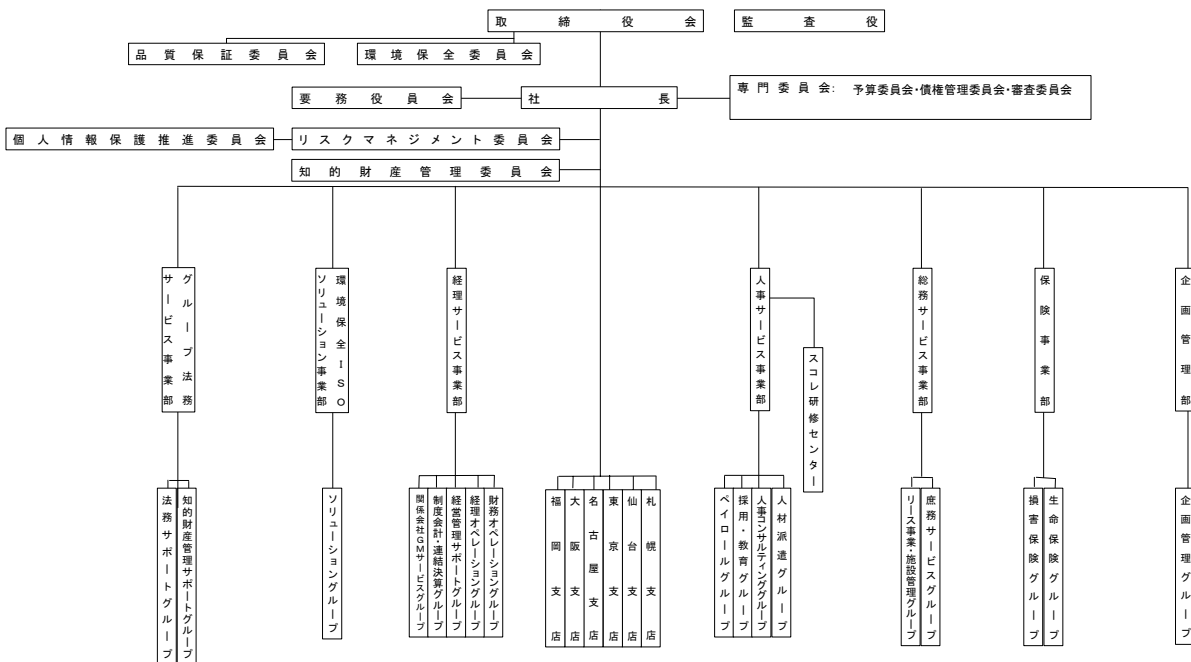 取締役会
監査役
品質保証委員会
環境保全委員会
要務役員会
社長
専門委員会: 予算委員会・債権管理委員会・審査委員会
個人情報保護推進委員会
リスクマネジメント委員会
知的財産管理委員会
グループ法務
サービス事業部
環境保全ISO
ソリューション事業部
経理サービス事業部
人事サービス事業部
スコレ研修センター
総務サービス事業部
保険事業部
企画管理部
知的財産管理サポートグループ
法務サポートグループ
ソリューショングループ
財務オペレーショングループ
経理オペレーショングループ
経営管理サポートグループ
制度会計・連結決算グループ
関係会社GMサービスグループ
札幌支店
仙台支店
東京支店
名古屋支店
大阪支店
福岡支店
人材派遣グループ
人事コンサルティンググループ
採用・教育グループ
ペイロールグループ
庶務サービスグループ
リース事業・施設管理グループ
生命保険グループ
損害保険グループ
企画管理グループ